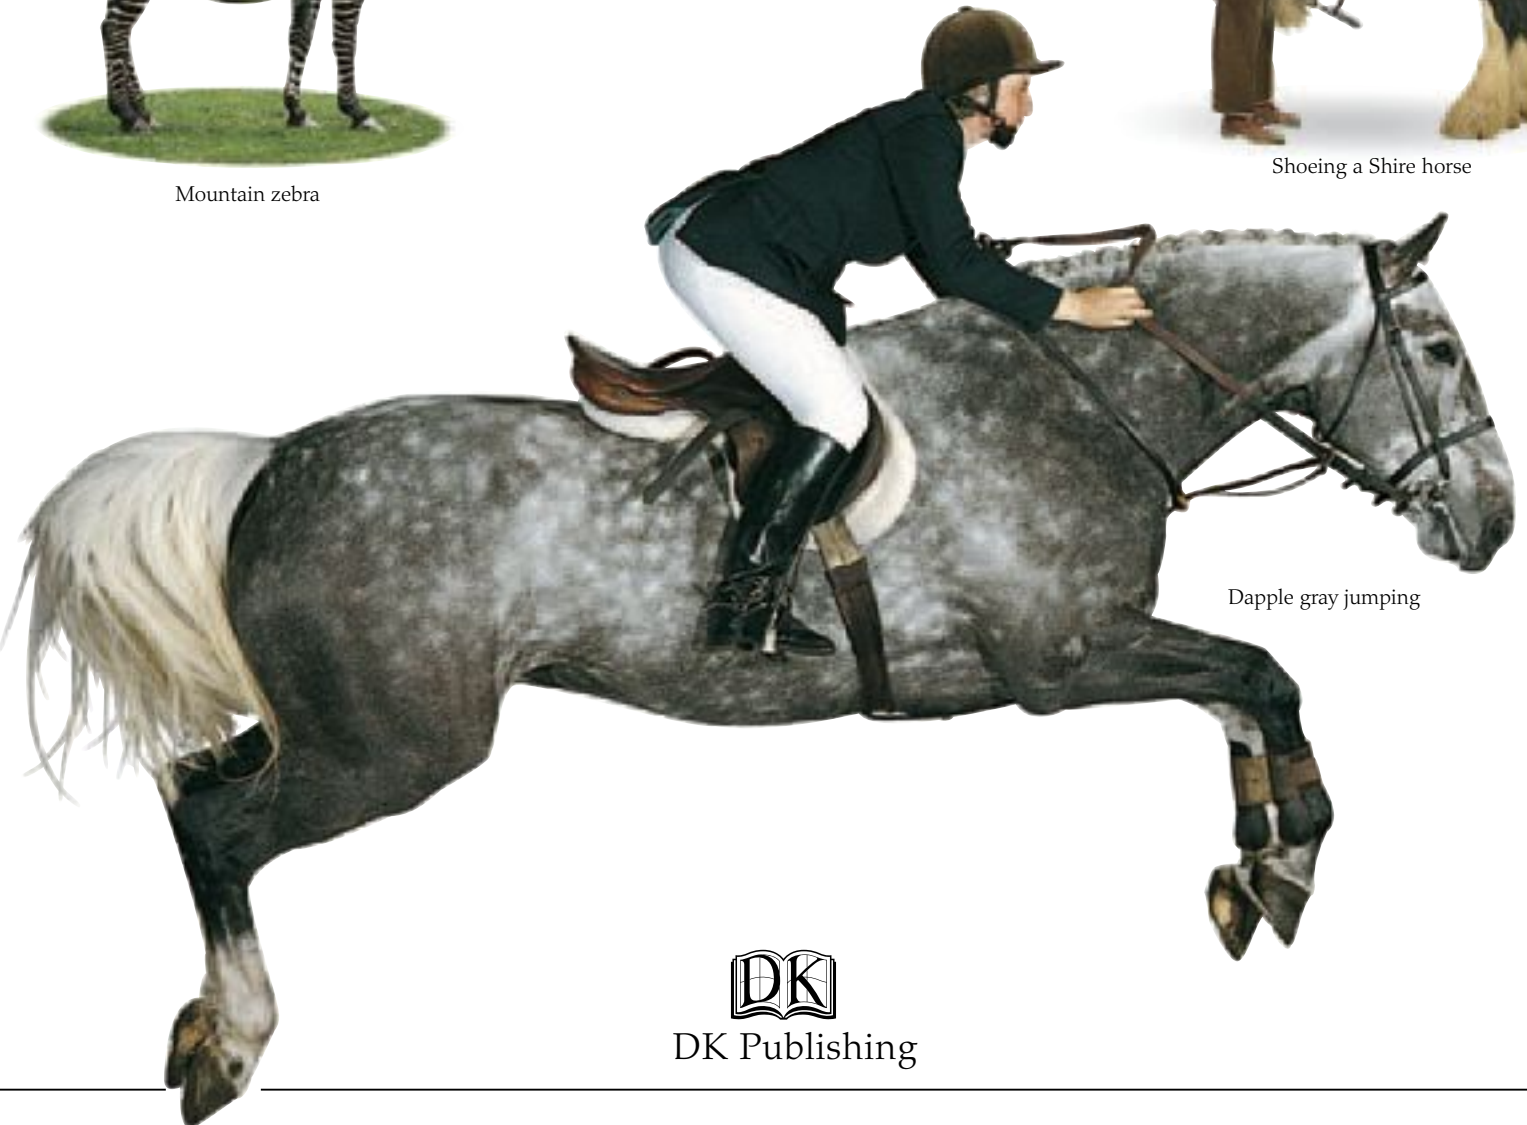 Mountain zebra
Shoeing a Shire horse
Dapple gray jumping
DK
DK Publishing